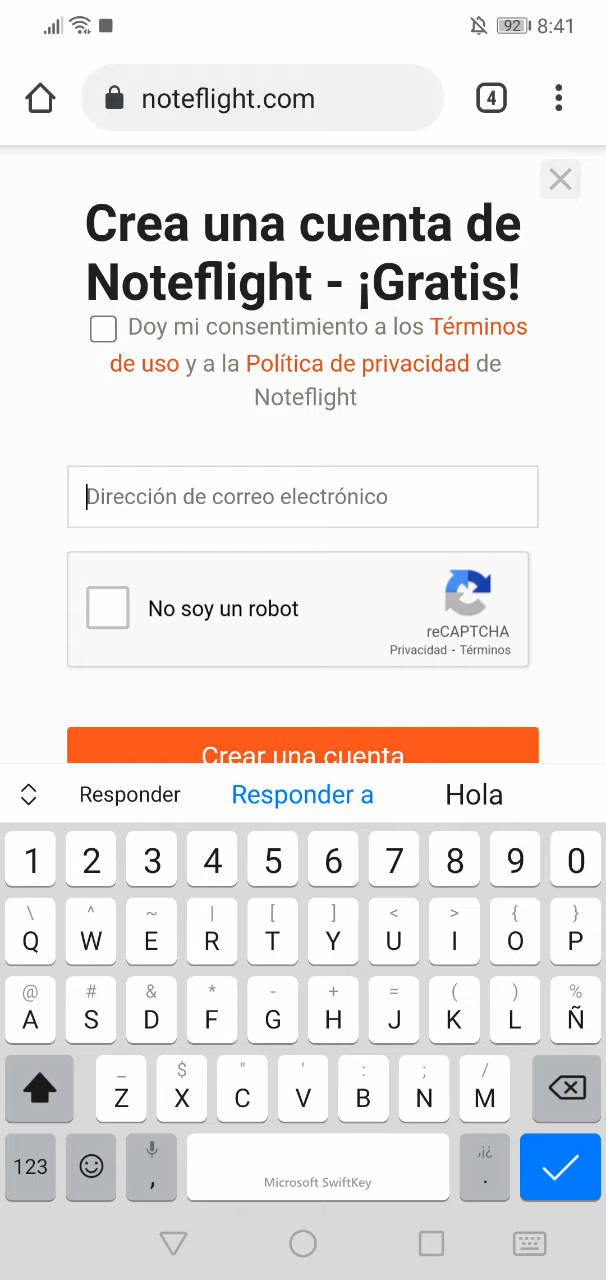 92 8:41
noteflight.com
4
Crea una cuenta de
Noteflight - ¡Gratis!
Doy mi consentimiento a los Términos
de uso y a la Política de privacidad de
Noteflight
Dirección de correo electrónico
No soy un robot
reCAPTCHA
Privacidad - Términos
Crear una cuenta
Responder Responder a Hola
1 2 3 4 5 6 7 8 9 0
\ ^ ~ | [ ] < > { }
Q W E R T Y U I O P
@ # & * - + = ( ) %
A S D F G H J K L Ñ
_ $ " ' : ; /
Z X C V B N M
123 , Microsoft SwiftKey ,¡¿ .